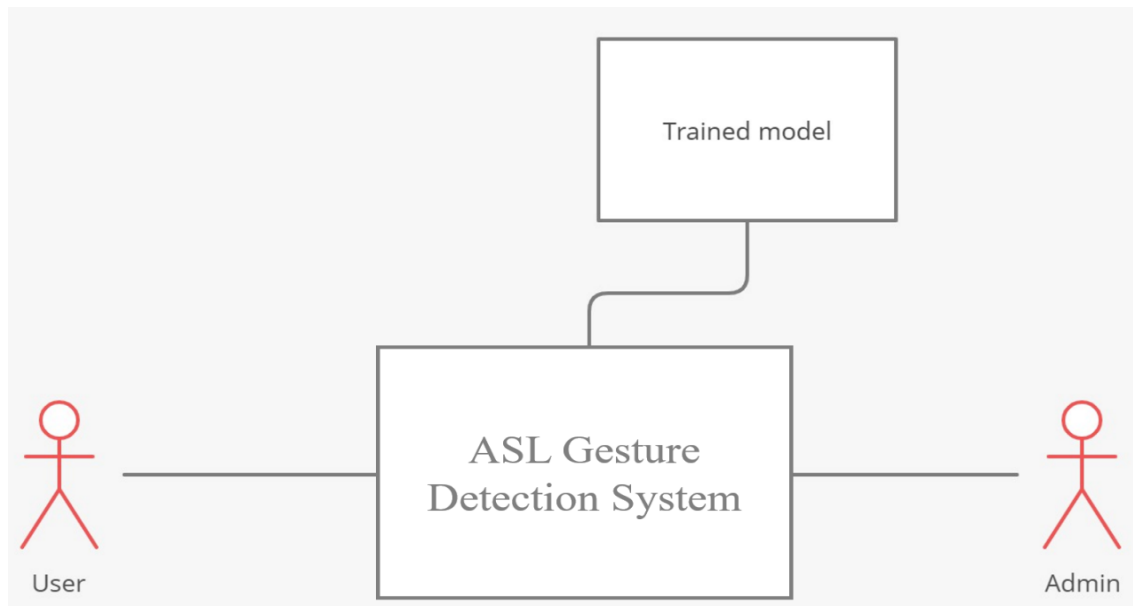 Trained model
ASL Gesture
Detection System
User
Admin